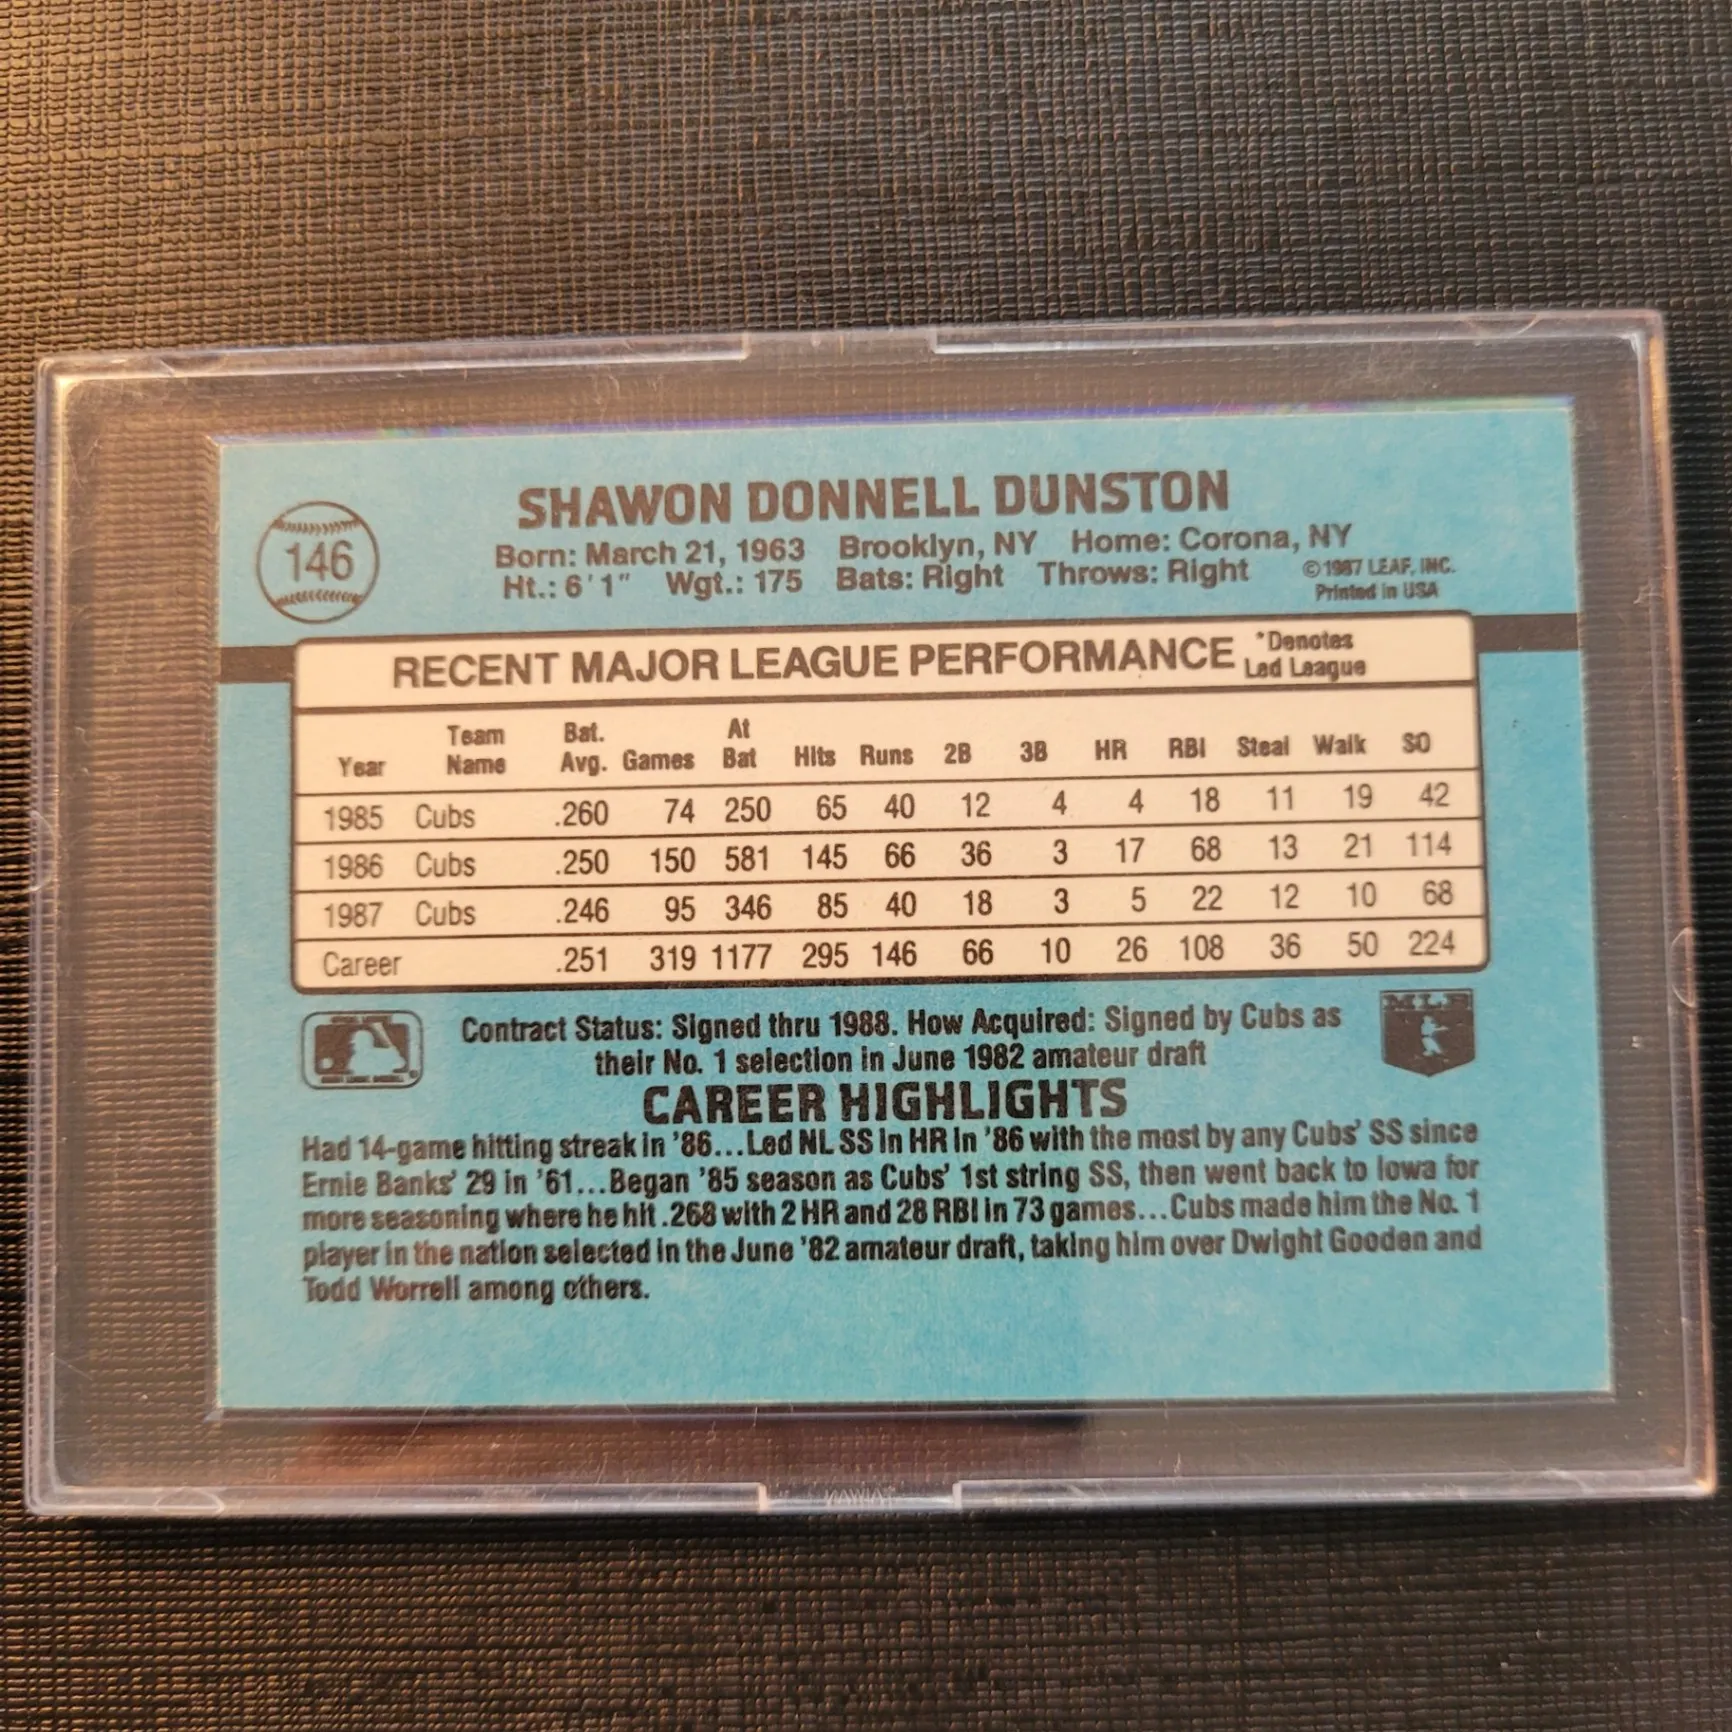 146
SHAWON DONNELL DUNSTON
Born: March 21, 1963 Brooklyn, NY Home: Corona, NY
Ht.: 6'1" Wgt.: 175 Bats: Right Throws: Right
©1987 LEAF, INC.
Printed in USA
RECENT MAJOR LEAGUE PERFORMANCE *Denotes
Led League
Year Team Name Bat. Avg. Games At Bat Hits Runs 2B 3B HR RBI Steal Walk SO
1985 Cubs .260 74 250 65 40 12 4 4 18 11 19 42
1986 Cubs .250 150 581 145 66 36 3 17 68 13 21 114
1987 Cubs .246 95 346 85 40 18 3 5 22 12 10 68
Career .251 319 1177 295 146 66 10 26 108 36 50 224
Contract Status: Signed thru 1988. How Acquired: Signed by Cubs as
their No. 1 selection in June 1982 amateur draft
MLB
CAREER HIGHLIGHTS
Had 14-game hitting streak in '86...Led NL SS in HR in '86 with the most by any Cubs' SS since
Ernie Banks' 29 in '61...Began '85 season as Cubs' 1st string SS, then went back to Iowa for
more seasoning where he hit .268 with 2 HR and 28 RBI in 73 games...Cubs made him the No. 1
player in the nation selected in the June '82 amateur draft, taking him over Dwight Gooden and
Todd Worrell among others.